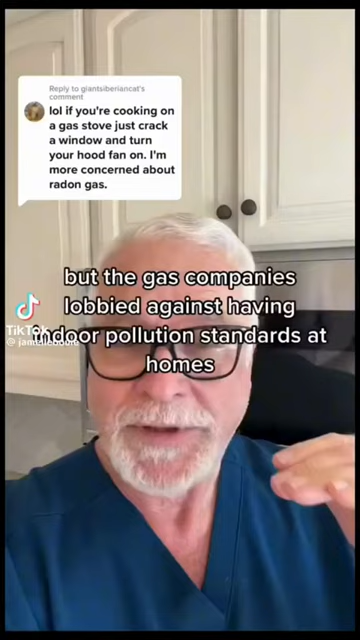 Reply to giantsiberiancat's
comment
lol if you're cooking on
a gas stove just crack
a window and turn
your hood fan on. I'm
more concerned about
radon gas.
but the gas companies
lobbied against having
indoor pollution standards at
homes
TikTok